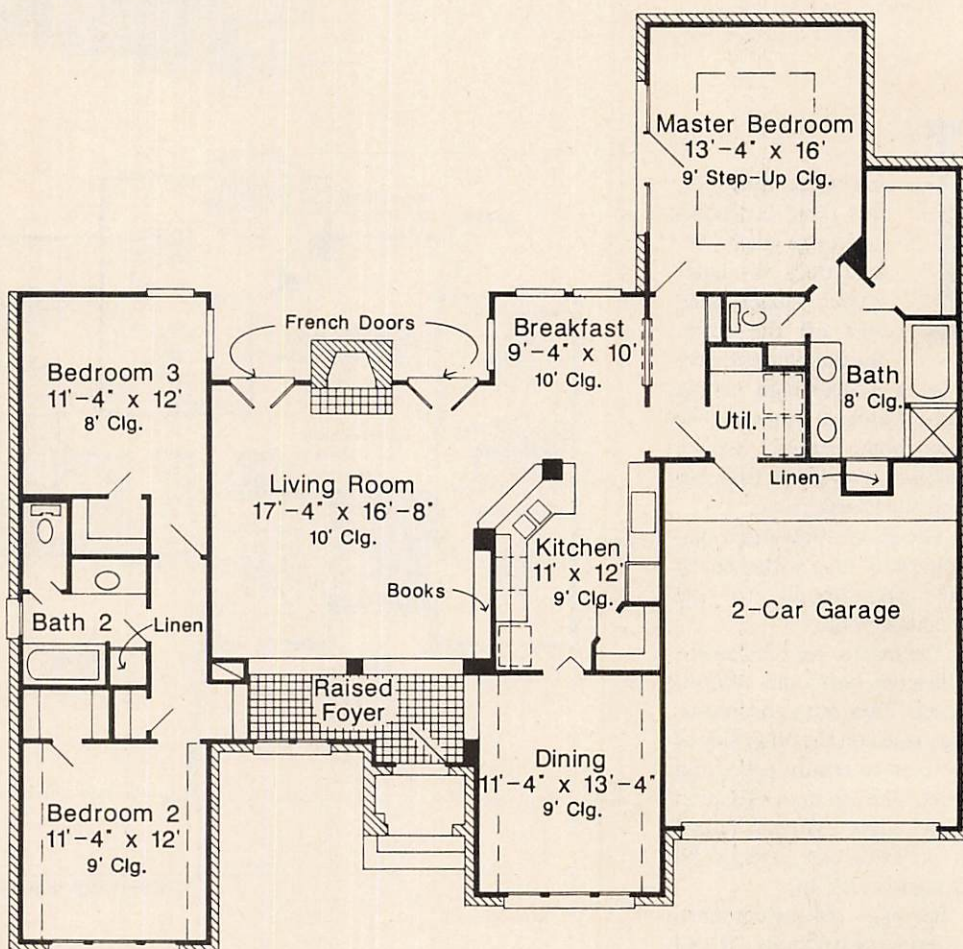 Master Bedroom
13'-4" x 16'
9' Step-Up Clg.
French Doors
Breakfast
9'-4" x 10'
10' Clg.
Bedroom 3
11'-4" x 12'
8' Clg.
Bath
8' Clg.
Util.
Linen
Living Room
17'-4" x 16'-8"
10' Clg.
Kitchen
11' x 12'
9' Clg.
Books
2-Car Garage
Bath 2
Linen
Raised
Foyer
Dining
11'-4" x 13'-4"
9' Clg.
Bedroom 2
11'-4" x 12'
9' Clg.